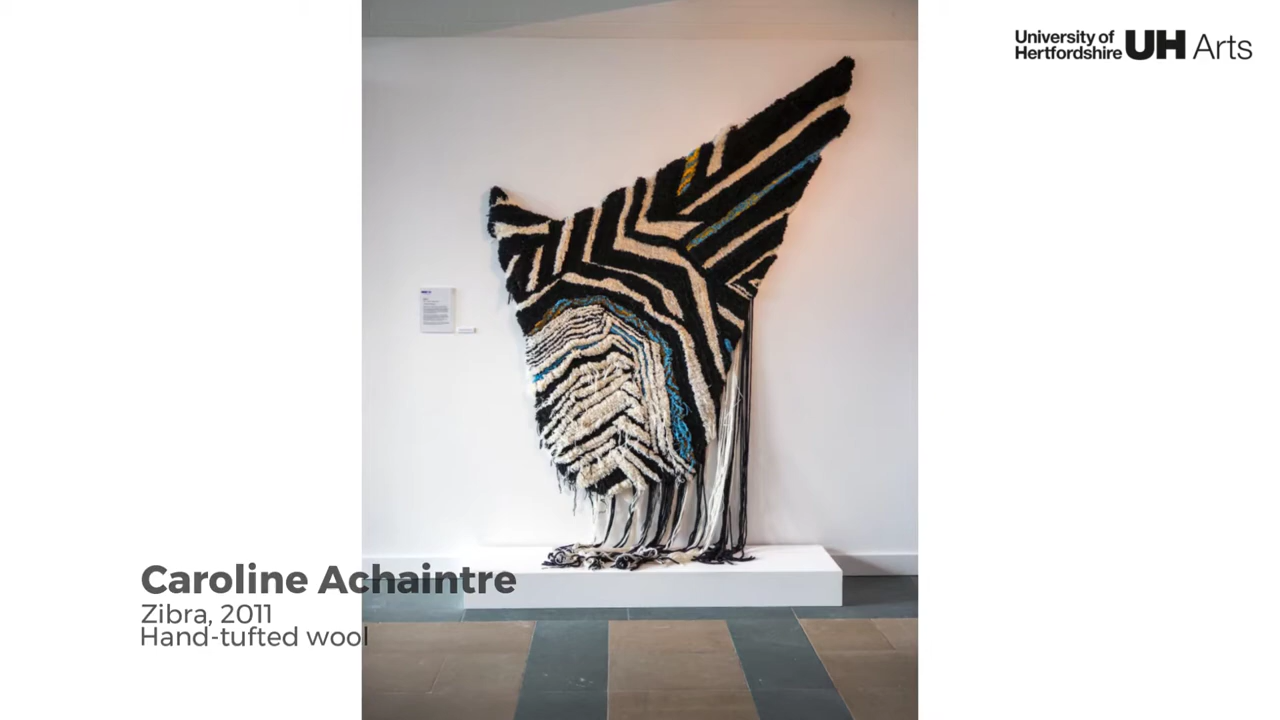 University of
Hertfordshire UH Arts
Caroline Achaintre
Zibra, 2011
Hand-tufted wool